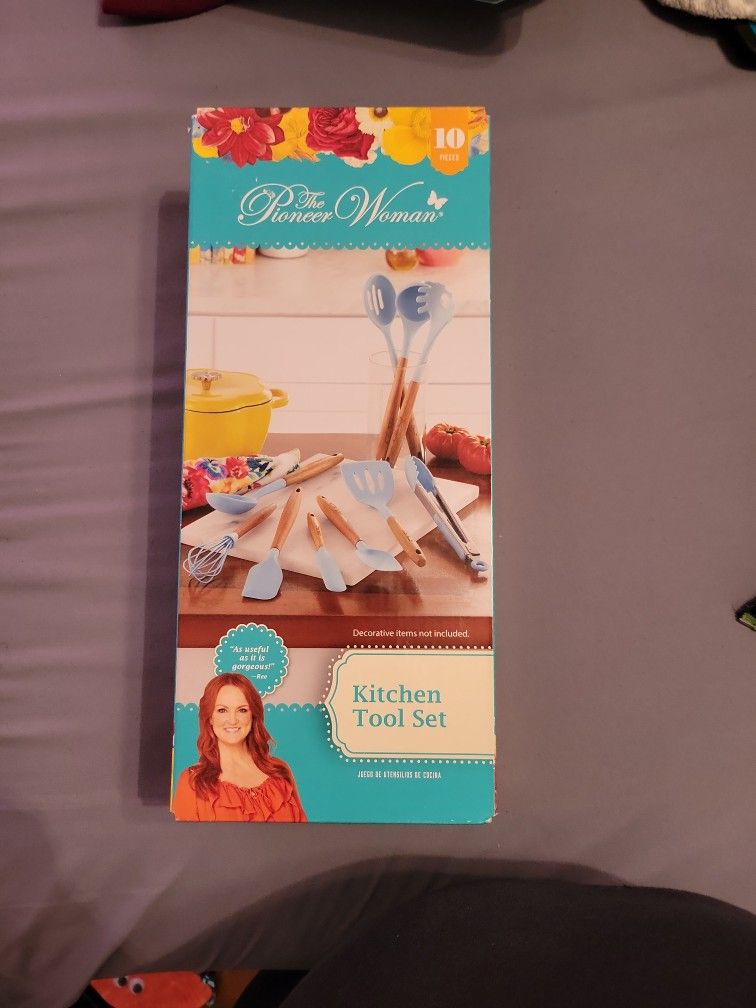 10
PIECES
The
Pioneer Woman®
Decorative items not included.
"As useful
as it is
gorgeous!"
—Ree
Kitchen
Tool Set
JUEGO DE UTENSILIOS DE COCINA